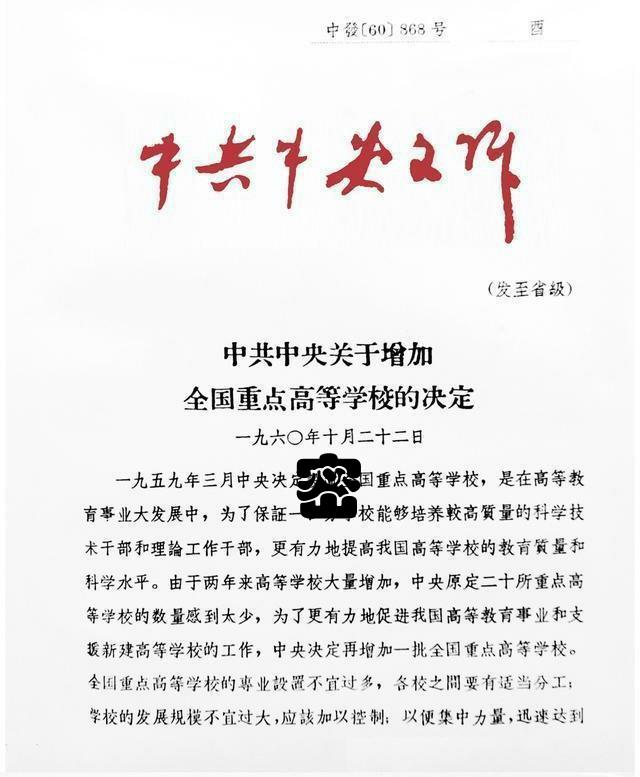 中發〔60〕868号 酉
中共中央文件
（发至省级）
中共中央关于增加
全国重点高等学校的决定
一九六〇年十月二十二日
一九五九年三月中央决定 国重点高等学校，是在高等教
育事业大发展中，为了保証一 校能够培养較高質量的科学技
术干部和理論工作干部，更有力地提高我国高等学校的教育質量和
科学水平。由于两年来高等学校大量增加，中央原定二十所重点高
等学校的数量感到太少，为了更有力地促进我国高等教育事业和支
援新建高等学校的工作，中央决定再增加一批全国重点高等学校。
全国重点高等学校的専业設置不宜过多，各校之間要有适当分工；
学校的发展規模不宜过大，应該加以控制；以便集中力量，迅速达到